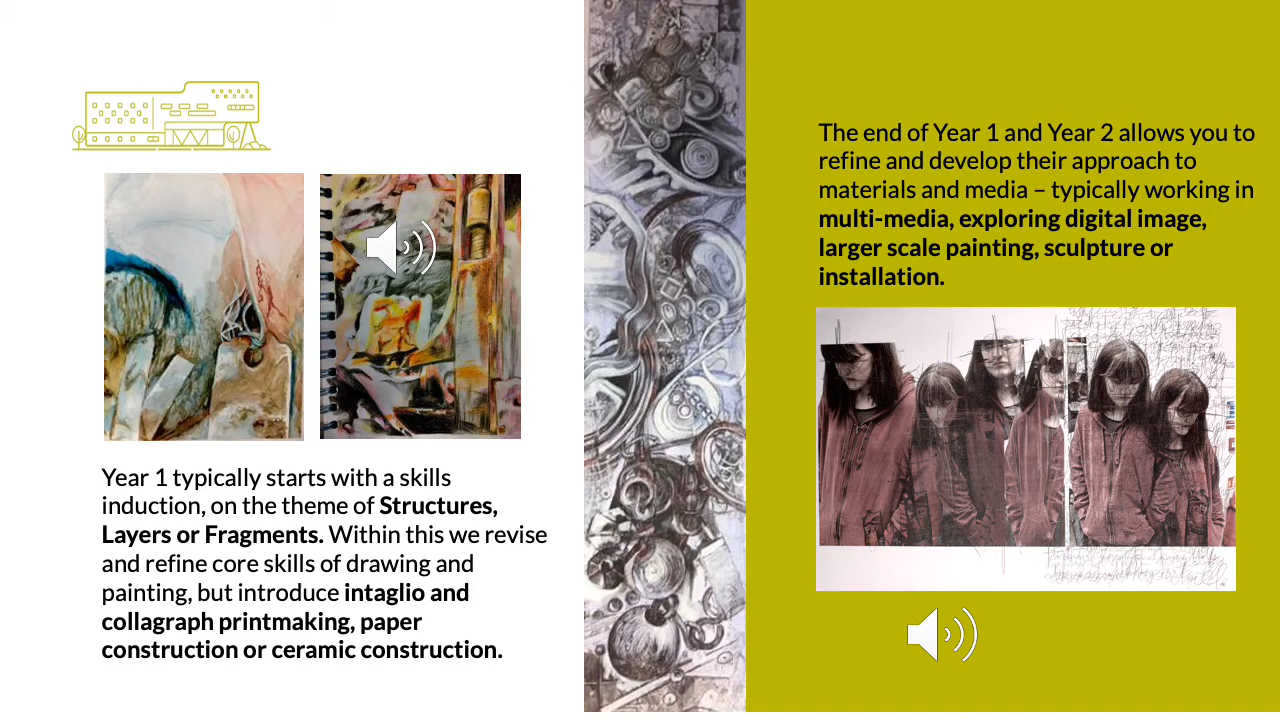 Year 1 typically starts with a skills
induction, on the theme of Structures,
Layers or Fragments. Within this we revise
and refine core skills of drawing and
painting, but introduce intaglio and
collagraph printmaking, paper
construction or ceramic construction.
The end of Year 1 and Year 2 allows you to
refine and develop their approach to
materials and media – typically working in
multi-media, exploring digital image,
larger scale painting, sculpture or
installation.